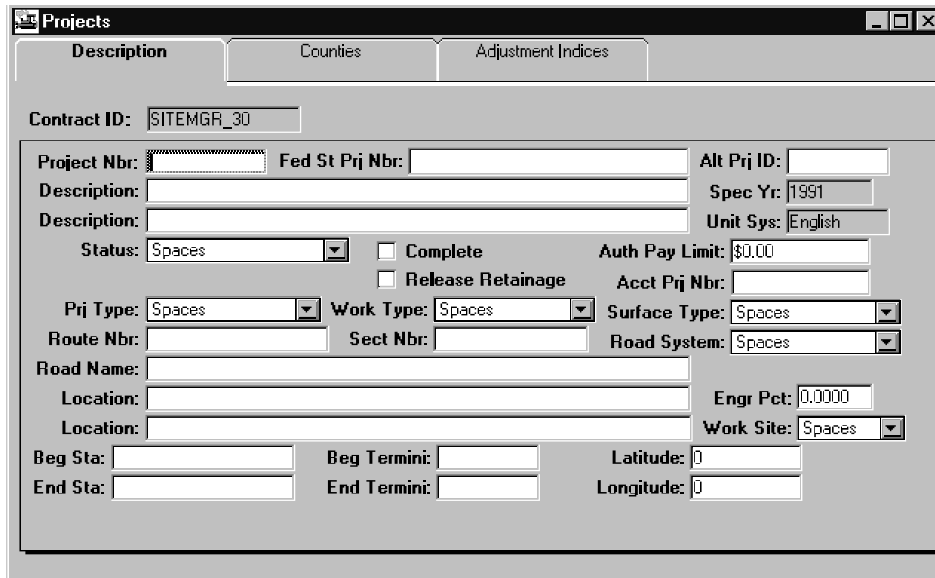 Projects
Description Counties Adjustment Indices
Contract ID: SITEMGR_30
Project Nbr: Fed St Prj Nbr: Alt Prj ID:
Description: Spec Yr: 1991
Description: Unit Sys: English
Status: Spaces Complete Auth Pay Limit: $0.00
Release Retainage Acct Prj Nbr:
Prj Type: Spaces Work Type: Spaces Surface Type: Spaces
Route Nbr: Sect Nbr: Road System: Spaces
Road Name:
Location: Engr Pct: 0.0000
Location: Work Site: Spaces
Beg Sta: Beg Termini: Latitude: 0
End Sta: End Termini: Longitude: 0